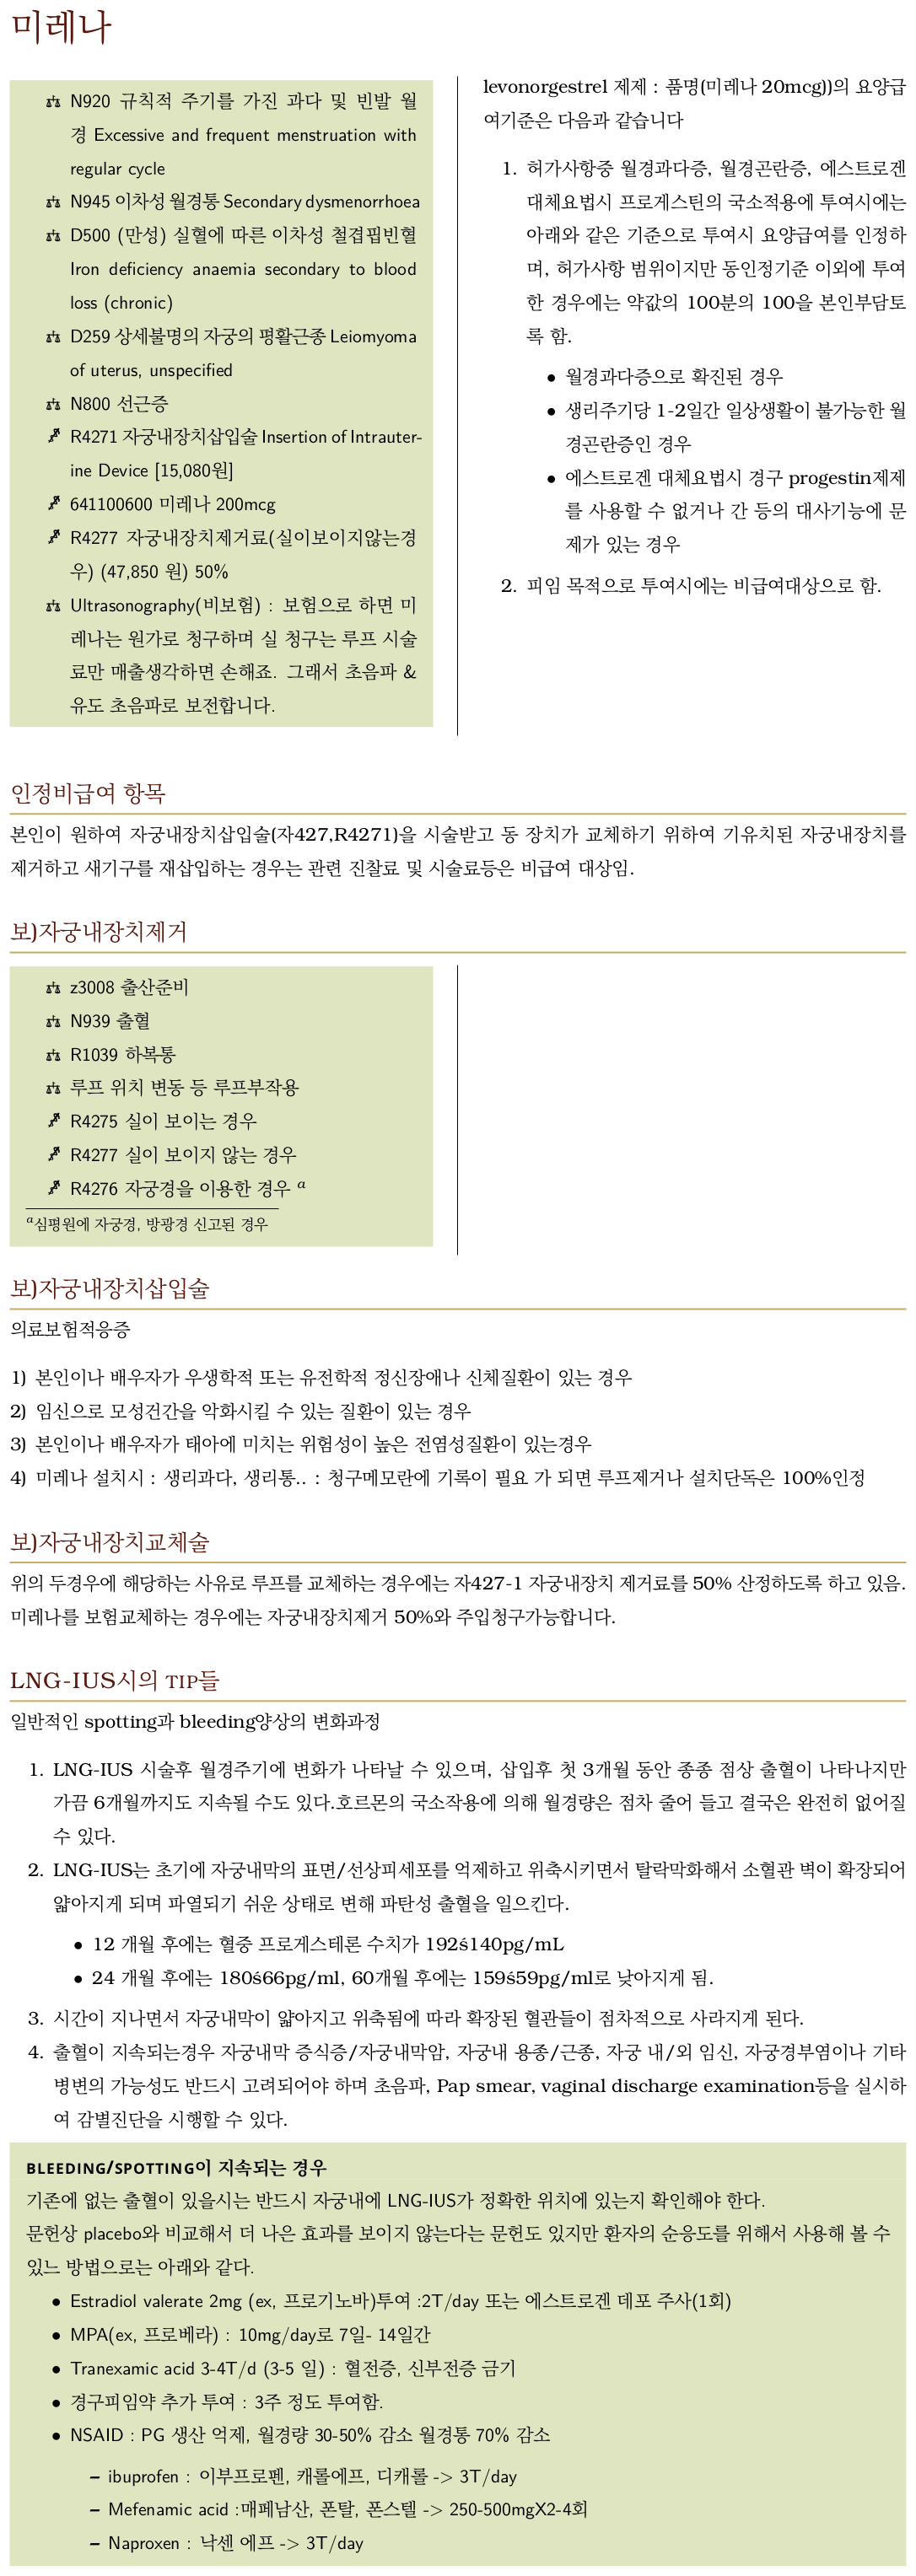 미레나
N920 규칙적 주기를 가진 과다 및 빈발 월
경 Excessive and frequent menstruation with
regular cycle
N945 이차성 월경통 Secondary dysmenorrhoea
D500 (만성) 실혈에 따른 이차성 철겹핍빈혈
Iron deficiency anaemia secondary to blood
loss (chronic)
D259 상세불명의 자궁의 평활근종 Leiomyoma
of uterus, unspecified
N800 선근증
R4271 자궁내장치삽입술 Insertion of Intrauter-
ine Device [15,080원]
641100600 미레나 200mcg
R4277 자궁내장치제거료(실이보이지않는경
우) (47,850 원) 50%
Ultrasonography(비보험) : 보험으로 하면 미
레나는 원가로 청구하며 실 청구는 루프 시술
료만 매출생각하면 손해죠. 그래서 초음파 &
유도 초음파로 보전합니다.
levonorgestrel 제제 : 품명(미레나 20mcg))의 요양급
여기준은 다음과 같습니다
1. 허가사항중 월경과다증, 월경곤란증, 에스트로겐
대체요법시 프로게스틴의 국소적용에 투여시에는
아래와 같은 기준으로 투여시 요양급여를 인정하
며, 허가사항 범위이지만 동인정기준 이외에 투여
한 경우에는 약값의 100분의 100을 본인부담토
록 함.
• 월경과다증으로 확진된 경우
• 생리주기당 1-2일간 일상생활이 불가능한 월
경곤란증인 경우
• 에스트로겐 대체요법시 경구 progestin제제
를 사용할 수 없거나 간 등의 대사기능에 문
제가 있는 경우
2. 피임 목적으로 투여시에는 비급여대상으로 함.
인정비급여 항목
본인이 원하여 자궁내장치삽입술(자427,R4271)을 시술받고 동 장치가 교체하기 위하여 기유치된 자궁내장치를
제거하고 새기구를 재삽입하는 경우는 관련 진찰료 및 시술료등은 비급여 대상임.
보)자궁내장치제거
z3008 출산준비
N939 출혈
R1039 하복통
루프 위치 변동 등 루프부작용
R4275 실이 보이는 경우
R4277 실이 보이지 않는 경우
R4276 자궁경을 이용한 경우 a
a심평원에 자궁경, 방광경 신고된 경우
보)자궁내장치삽입술
의료보험적응증
1) 본인이나 배우자가 우생학적 또는 유전학적 정신장애나 신체질환이 있는 경우
2) 임신으로 모성건간을 악화시킬 수 있는 질환이 있는 경우
3) 본인이나 배우자가 태아에 미치는 위험성이 높은 전염성질환이 있는경우
4) 미레나 설치시 : 생리과다, 생리통.. : 청구메모란에 기록이 필요 가 되면 루프제거나 설치단독은 100%인정
보)자궁내장치교체술
위의 두경우에 해당하는 사유로 루프를 교체하는 경우에는 자427-1 자궁내장치 제거료를 50% 산정하도록 하고 있음.
미레나를 보험교체하는 경우에는 자궁내장치제거 50%와 주입청구가능합니다.
LNG-IUS시의 TIP들
일반적인 spotting과 bleeding양상의 변화과정
1. LNG-IUS 시술후 월경주기에 변화가 나타날 수 있으며, 삽입후 첫 3개월 동안 종종 점상 출혈이 나타나지만
가끔 6개월까지도 지속될 수도 있다.호르몬의 국소작용에 의해 월경량은 점차 줄어 들고 결국은 완전히 없어질
수 있다.
2. LNG-IUS는 초기에 자궁내막의 표면/선상피세포를 억제하고 위축시키면서 탈락막화해서 소혈관 벽이 확장되어
얇아지게 되며 파열되기 쉬운 상태로 변해 파탄성 출혈을 일으킨다.
• 12 개월 후에는 혈중 프로게스테론 수치가 192ś140pg/mL
• 24 개월 후에는 180ś66pg/ml, 60개월 후에는 159ś59pg/ml로 낮아지게 됨.
3. 시간이 지나면서 자궁내막이 얇아지고 위축됨에 따라 확장된 혈관들이 점차적으로 사라지게 된다.
4. 출혈이 지속되는경우 자궁내막 증식증/자궁내막암, 자궁내 용종/근종, 자궁 내/외 임신, 자궁경부염이나 기타
병변의 가능성도 반드시 고려되어야 하며 초음파, Pap smear, vaginal discharge examination등을 실시하
여 감별진단을 시행할 수 있다.
BLEEDING/SPOTTING이 지속되는 경우
기존에 없는 출혈이 있을시는 반드시 자궁내에 LNG-IUS가 정확한 위치에 있는지 확인해야 한다.
문헌상 placebo와 비교해서 더 나은 효과를 보이지 않는다는 문헌도 있지만 환자의 순응도를 위해서 사용해 볼 수
있느 방법으로는 아래와 같다.
• Estradiol valerate 2mg (ex, 프로기노바)투여 :2T/day 또는 에스트로겐 데포 주사(1회)
• MPA(ex, 프로베라) : 10mg/day로 7일- 14일간
• Tranexamic acid 3-4T/d (3-5 일) : 혈전증, 신부전증 금기
• 경구피임약 추가 투여 : 3주 정도 투여함.
• NSAID : PG 생산 억제, 월경량 30-50% 감소 월경통 70% 감소
– ibuprofen : 이부프로펜, 캐롤에프, 디캐롤 -> 3T/day
– Mefenamic acid :매페남산, 폰탈, 폰스텔 -> 250-500mgX2-4회
– Naproxen : 낙센 에프 -> 3T/day